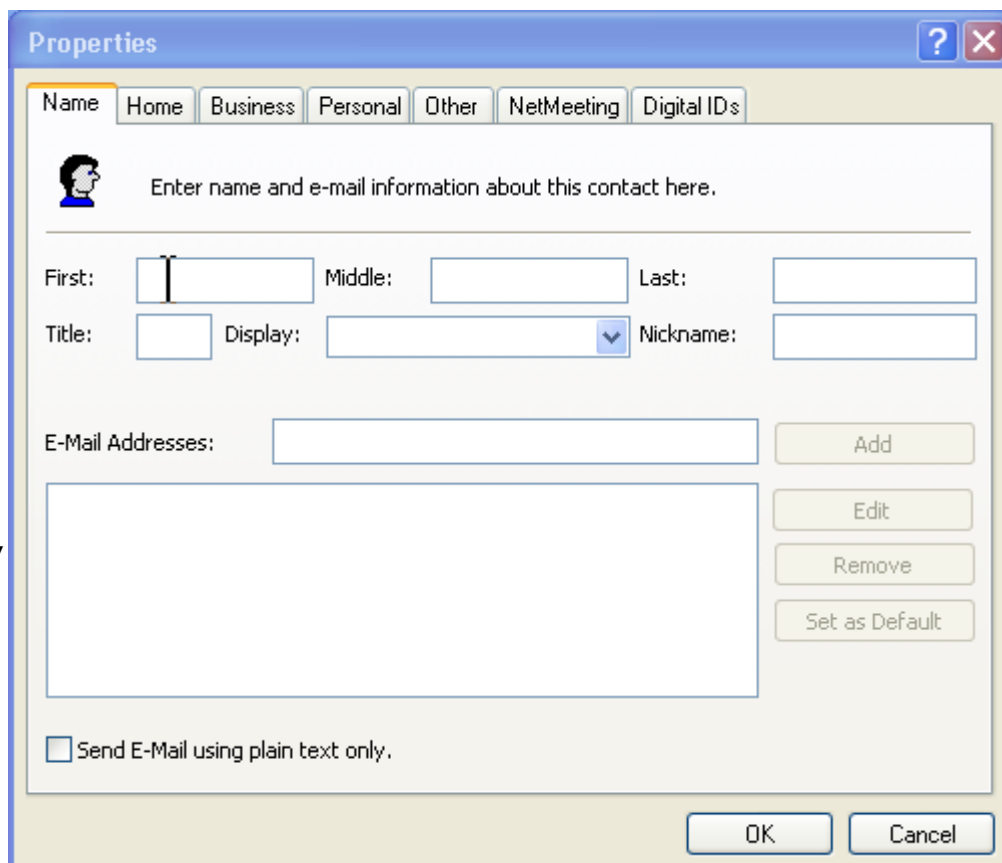 Properties ?
Name Home Business Personal Other NetMeeting Digital IDs
Enter name and e-mail information about this contact here.
First: Middle: Last:
Title: Display: Nickname:
E-Mail Addresses: Add
Edit
Remove
Set as Default
Send E-Mail using plain text only.
OK Cancel